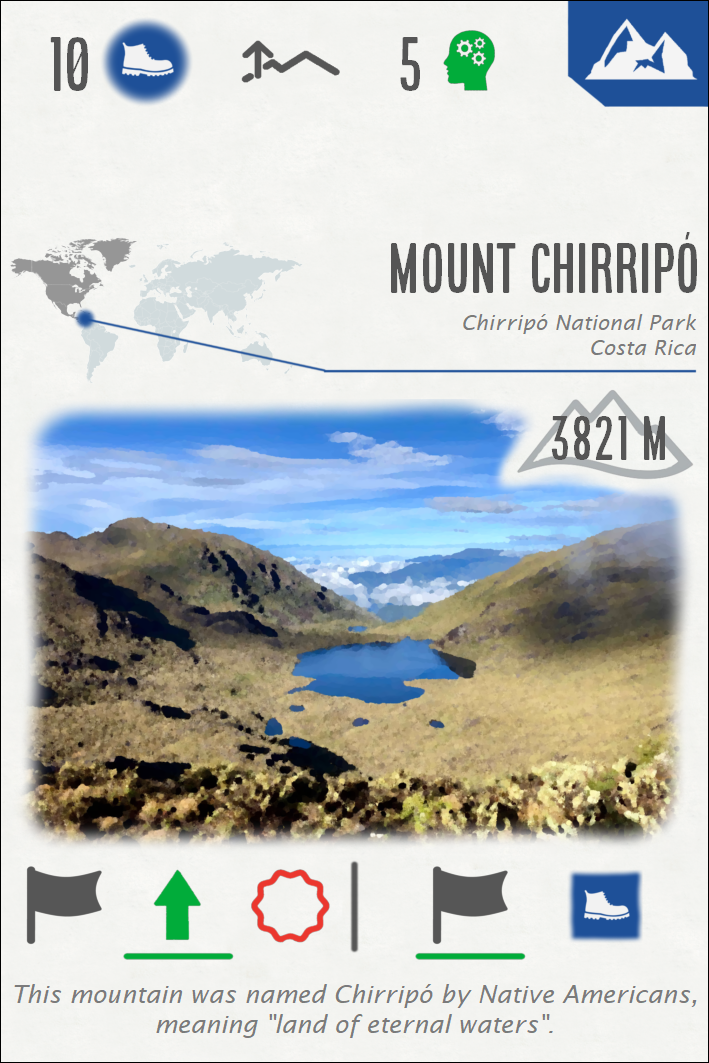 10
5
MOUNT CHIRRIPÓ
Chirripó National Park
Costa Rica
3821 M
This mountain was named Chirripó by Native Americans,
meaning "land of eternal waters".